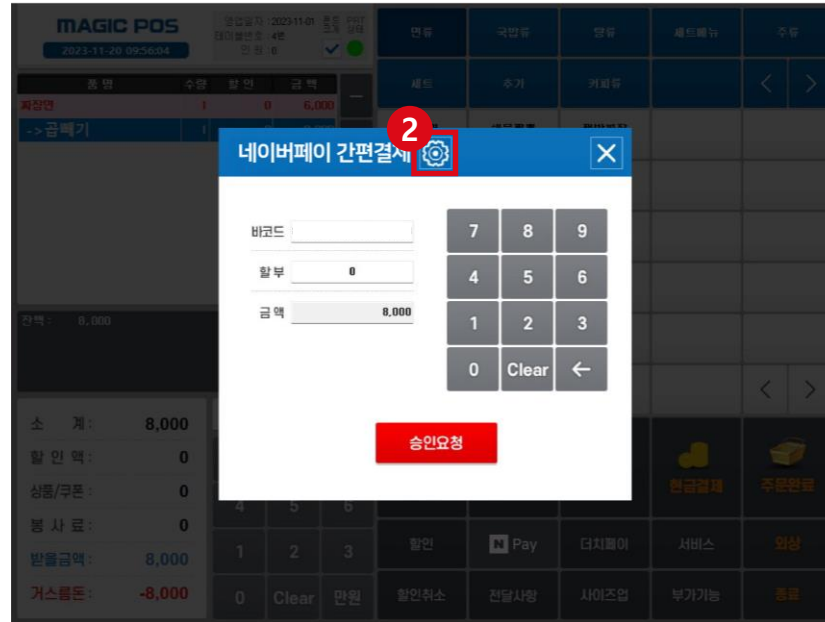 MAGIC POS
2023-11-20 09:56:04
영업일자 :2023-11-01
테이블번호 :4번
인 원 :0
품 명 수량 할 인 금 액
짜장면 1 0 6,000
->곱빼기 1
잔액 : 8,000
소 계 : 8,000
할 인 액 : 0
상품/쿠폰 : 0
봉 사 료 : 0
받을금액 : 8,000
거스름돈 : -8,000
면류 국밥류 탕류 세트메뉴 주류
세트 추가 커피류 < >
2
네이버페이 간편결제
바코드
할 부 0
금 액 8,000
7 8 9
4 5 6
1 2 3
0 Clear ←
승인요청
< >
현금결제 주문완료
4 5 6
1 2 3
0 Clear 만원
할인 N Pay 더치페이 서비스 외상
할인취소 전달사항 사이즈업 부가기능 종료